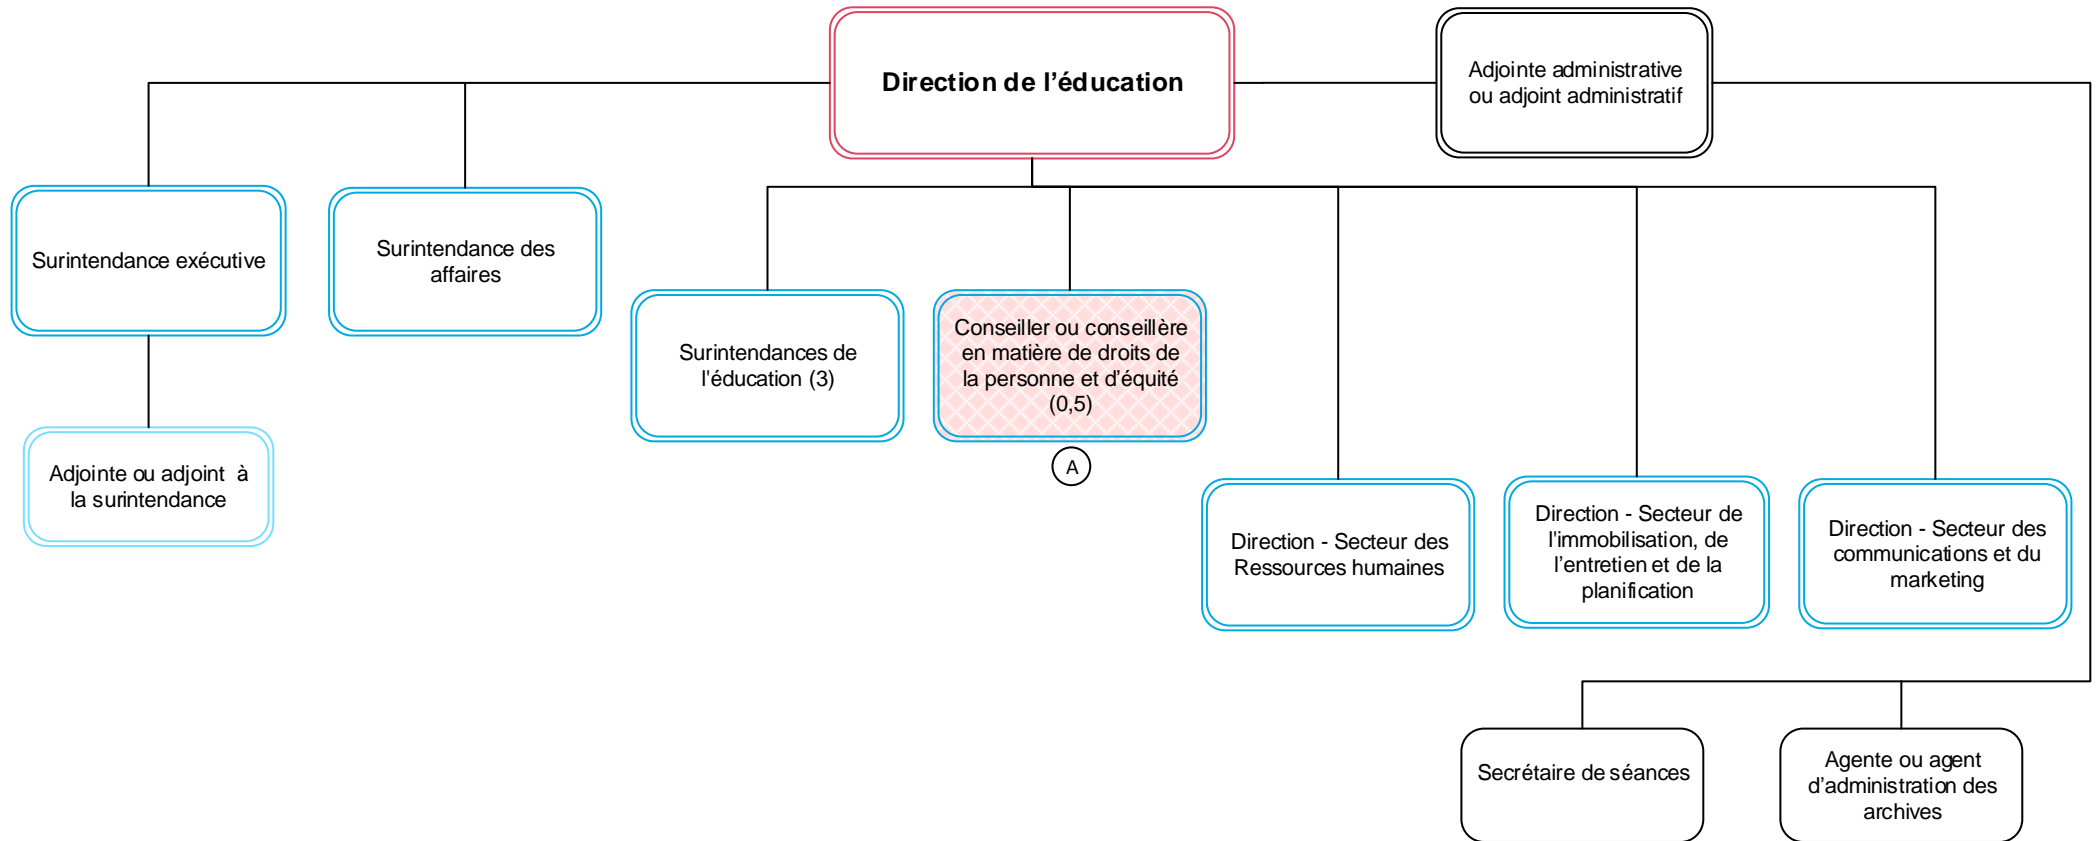 Direction de l’éducation
Adjointe administrative
ou adjoint administratif
Surintendance exécutive
Surintendance des
affaires
Surintendances de
l'éducation (3)
Conseiller ou conseillère
en matière de droits de
la personne et d’équité
(0,5)
A
Adjointe ou adjoint à
la surintendance
Direction - Secteur des
Ressources humaines
Direction - Secteur de
l'immobilisation, de
l’entretien et de la
planification
Direction - Secteur des
communications et du
marketing
Secrétaire de séances
Agente ou agent
d’administration des
archives